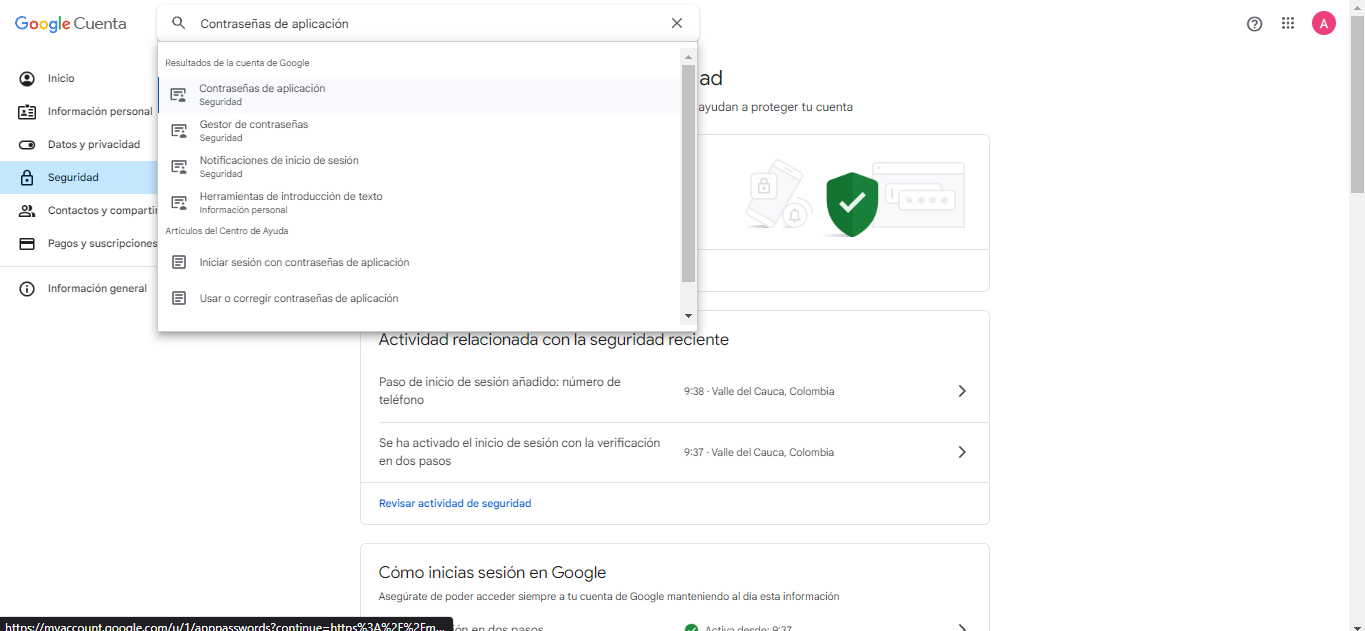 Google Cuenta
Contraseñas de aplicación
A
Inicio
Información personal
Datos y privacidad
Seguridad
Contactos y compartir
Pagos y suscripciones
Información general
Resultados de la cuenta de Google
Contraseñas de aplicación
Seguridad
Gestor de contraseñas
Seguridad
Notificaciones de inicio de sesión
Seguridad
Herramientas de introducción de texto
Información personal
Artículos del Centro de Ayuda
Iniciar sesión con contraseñas de aplicación
Usar o corregir contraseñas de aplicación
ad
ayudan a proteger tu cuenta
Actividad relacionada con la seguridad reciente
Paso de inicio de sesión añadido: número de
teléfono
9:38 · Valle del Cauca, Colombia
Se ha activado el inicio de sesión con la verificación
en dos pasos
9:37 · Valle del Cauca, Colombia
Revisar actividad de seguridad
Cómo inicias sesión en Google
Asegúrate de poder acceder siempre a tu cuenta de Google manteniendo al día esta información
ón en dos pasos
Activa desde: 9:37
https://myaccount.google.com/u/1/apppasswords?continue=https%3A%2F%2Fm...